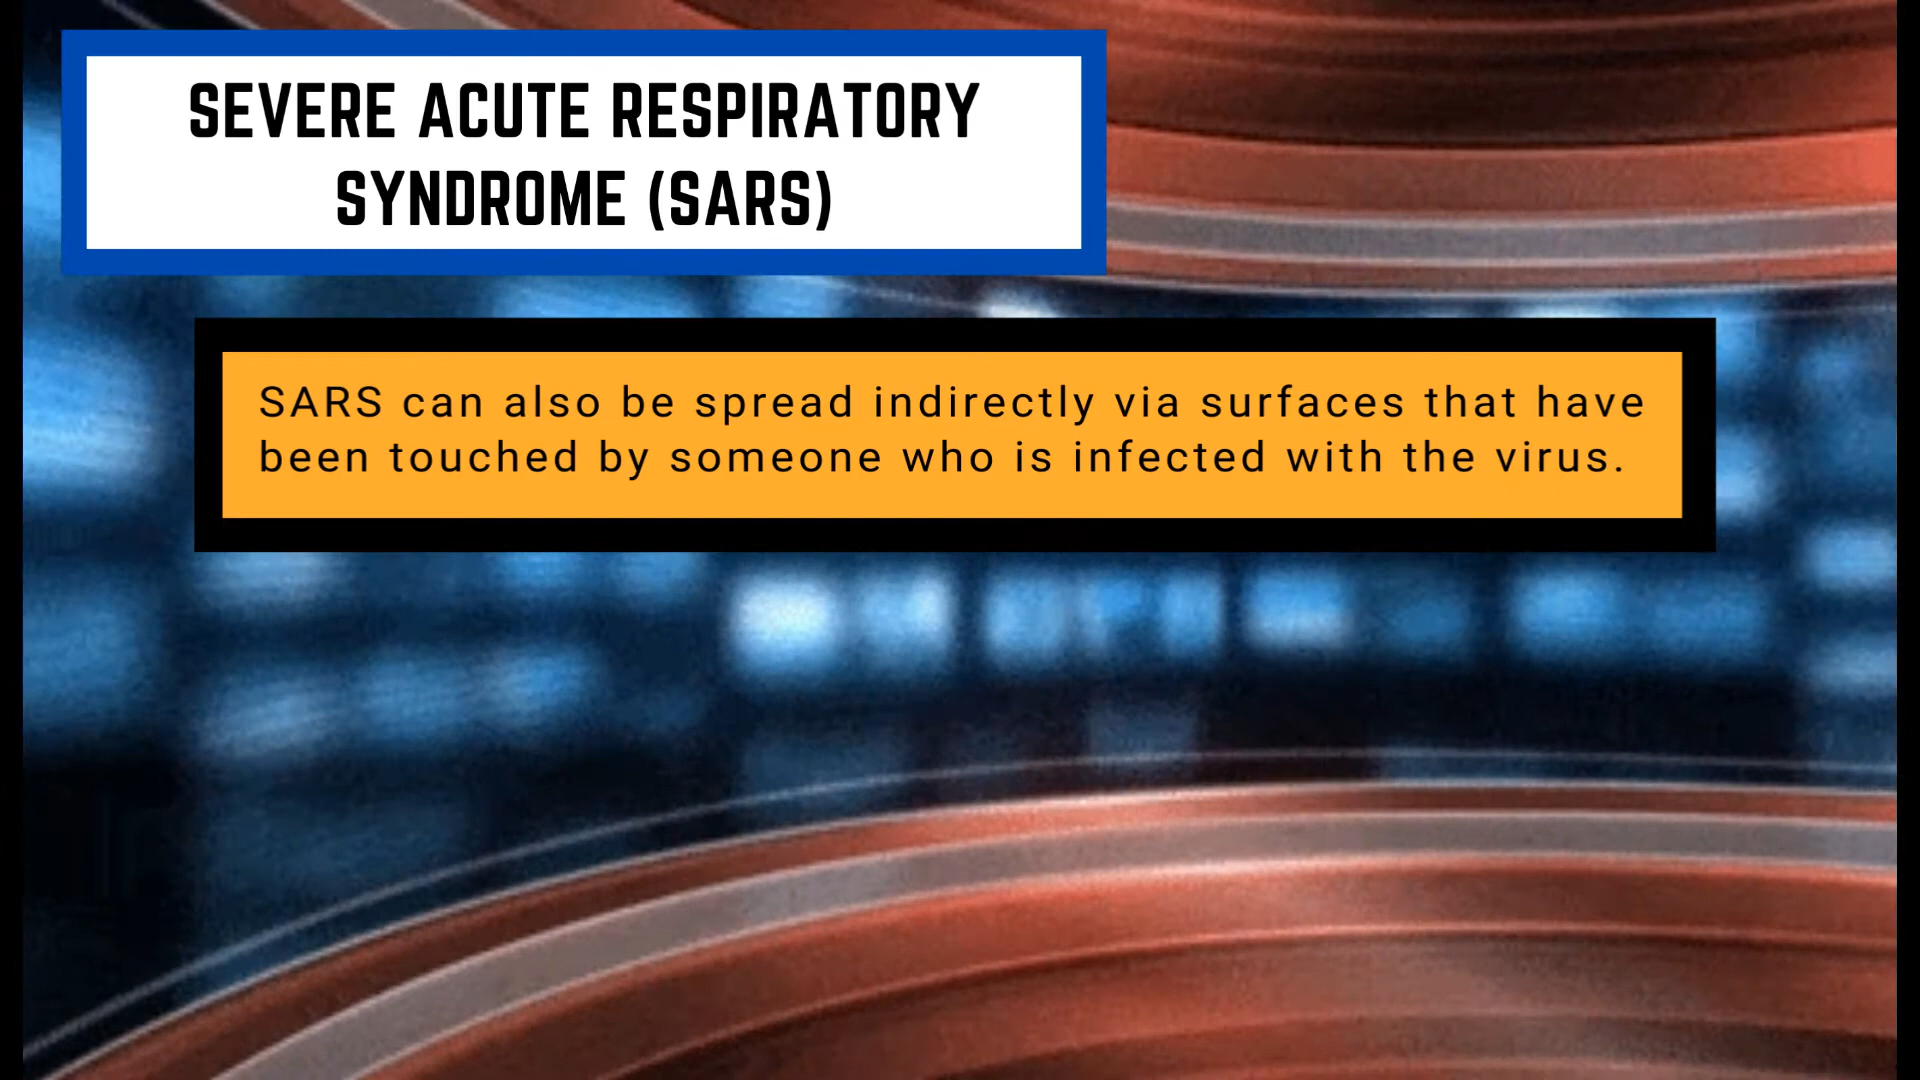 SEVERE ACUTE RESPIRATORY
SYNDROME (SARS)
SARS can also be spread indirectly via surfaces that have
been touched by someone who is infected with the virus.